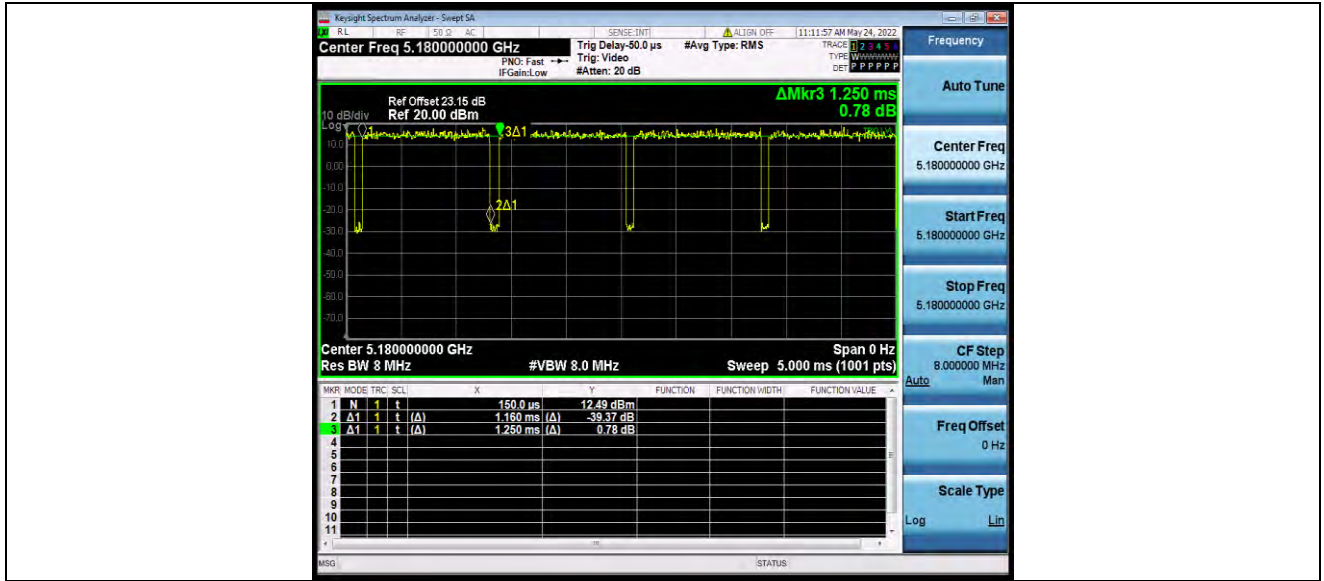 Keysight Spectrum Analyzer - Swept SA
RL RF 50 Ω AC SENSE:INT ALIGN OFF 11:11:57 AM May 24, 2022
Center Freq 5.180000000 GHz
PNO: Fast
IFGain:Low
Trig Delay-50.0 µs
Trig: Video
#Atten: 20 dB
#Avg Type: RMS
TRACE 1 2 3 4 5 6
TYPE WWWWWW
DET P P P P P P
ΔMkr3 1.250 ms
0.78 dB
Ref Offset 23.15 dB
10 dB/div Ref 20.00 dBm
Log
1
3Δ1
2Δ1
10.0
0.00
-10.0
-20.0
-30.0
-40.0
-50.0
-60.0
-70.0
Center 5.180000000 GHz Span 0 Hz
Res BW 8 MHz #VBW 8.0 MHz Sweep 5.000 ms (1001 pts)
MKR MODE TRC SCL X Y FUNCTION FUNCTION WIDTH FUNCTION VALUE
1 N 1 t 150.0 µs 12.49 dBm
2 Δ1 1 t (Δ) 1.160 ms (Δ) -39.37 dB
3 Δ1 1 t (Δ) 1.250 ms (Δ) 0.78 dB
4
5
6
7
8
9
10
11
MSG STATUS
Frequency
Auto Tune
Center Freq
5.180000000 GHz
Start Freq
5.180000000 GHz
Stop Freq
5.180000000 GHz
CF Step
8.000000 MHz
Auto Man
Freq Offset
0 Hz
Scale Type
Log Lin